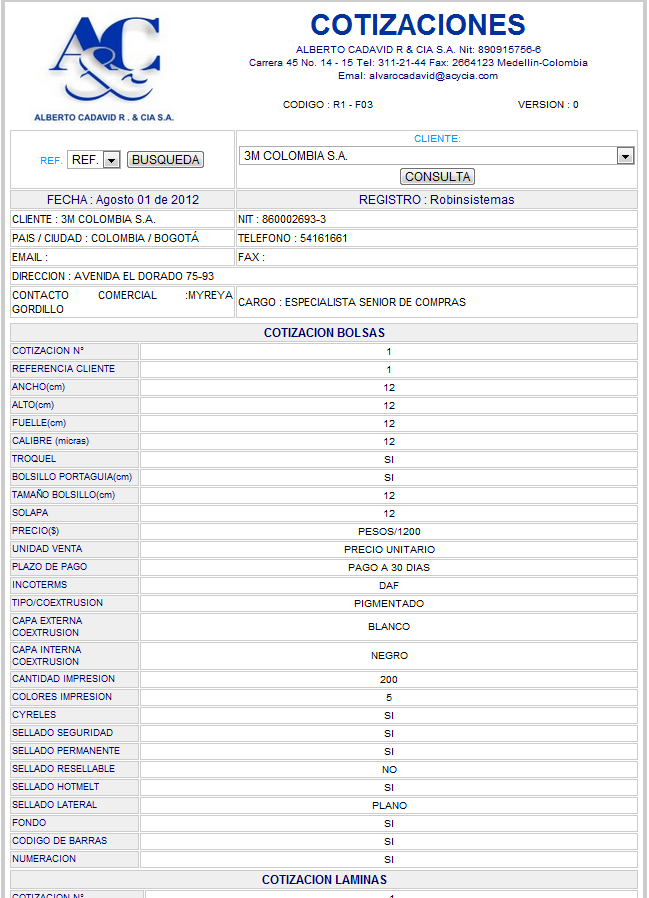 COTIZACIONES
ALBERTO CADAVID R & CIA S.A. Nit: 890915756-6
Carrera 45 No. 14 - 15 Tel: 311-21-44 Fax: 2664123 Medellin-Colombia
Emal: alvarocadavid@acycia.com
CODIGO : R1 - F03 VERSION : 0
A&C
ALBERTO CADAVID R . & CIA S.A.
REF. REF. BUSQUEDA
CLIENTE:
3M COLOMBIA S.A.
CONSULTA
FECHA : Agosto 01 de 2012 REGISTRO : Robinsistemas
CLIENTE : 3M COLOMBIA S.A. NIT : 860002693-3
PAIS / CIUDAD : COLOMBIA / BOGOTÁ TELEFONO : 54161661
EMAIL : FAX :
DIRECCION : AVENIDA EL DORADO 75-93
CONTACTO COMERCIAL :MYREYA
GORDILLO
CARGO : ESPECIALISTA SENIOR DE COMPRAS
COTIZACION BOLSAS
COTIZACION N° 1
REFERENCIA CLIENTE 1
ANCHO(cm) 12
ALTO(cm) 12
FUELLE(cm) 12
CALIBRE (micras) 12
TROQUEL SI
BOLSILLO PORTAGUIA(cm) SI
TAMAÑO BOLSILLO(cm) 12
SOLAPA 12
PRECIO($) PESOS/1200
UNIDAD VENTA PRECIO UNITARIO
PLAZO DE PAGO PAGO A 30 DIAS
INCOTERMS DAF
TIPO/COEXTRUSION PIGMENTADO
CAPA EXTERNA
COEXTRUSION
BLANCO
CAPA INTERNA
COEXTRUSION
NEGRO
CANTIDAD IMPRESION 200
COLORES IMPRESION 5
CYRELES SI
SELLADO SEGURIDAD SI
SELLADO PERMANENTE SI
SELLADO RESELLABLE NO
SELLADO HOTMELT SI
SELLADO LATERAL PLANO
FONDO SI
CODIGO DE BARRAS SI
NUMERACION SI
COTIZACION LAMINAS
COTIZACION N° 1